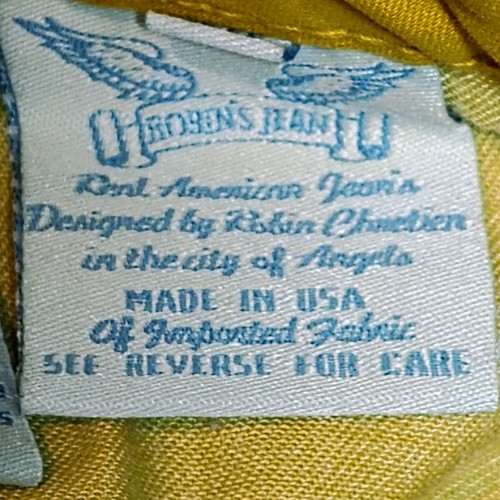 ROBIN'S JEAN
Real American Jean's
Designed by Robin Chretien
in the city of Angels
MADE IN USA
Of Imported Fabric
SEE REVERSE FOR CARE